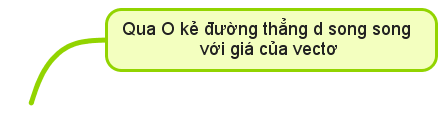 Qua O kẻ đường thẳng d song song
với giá của vectơ